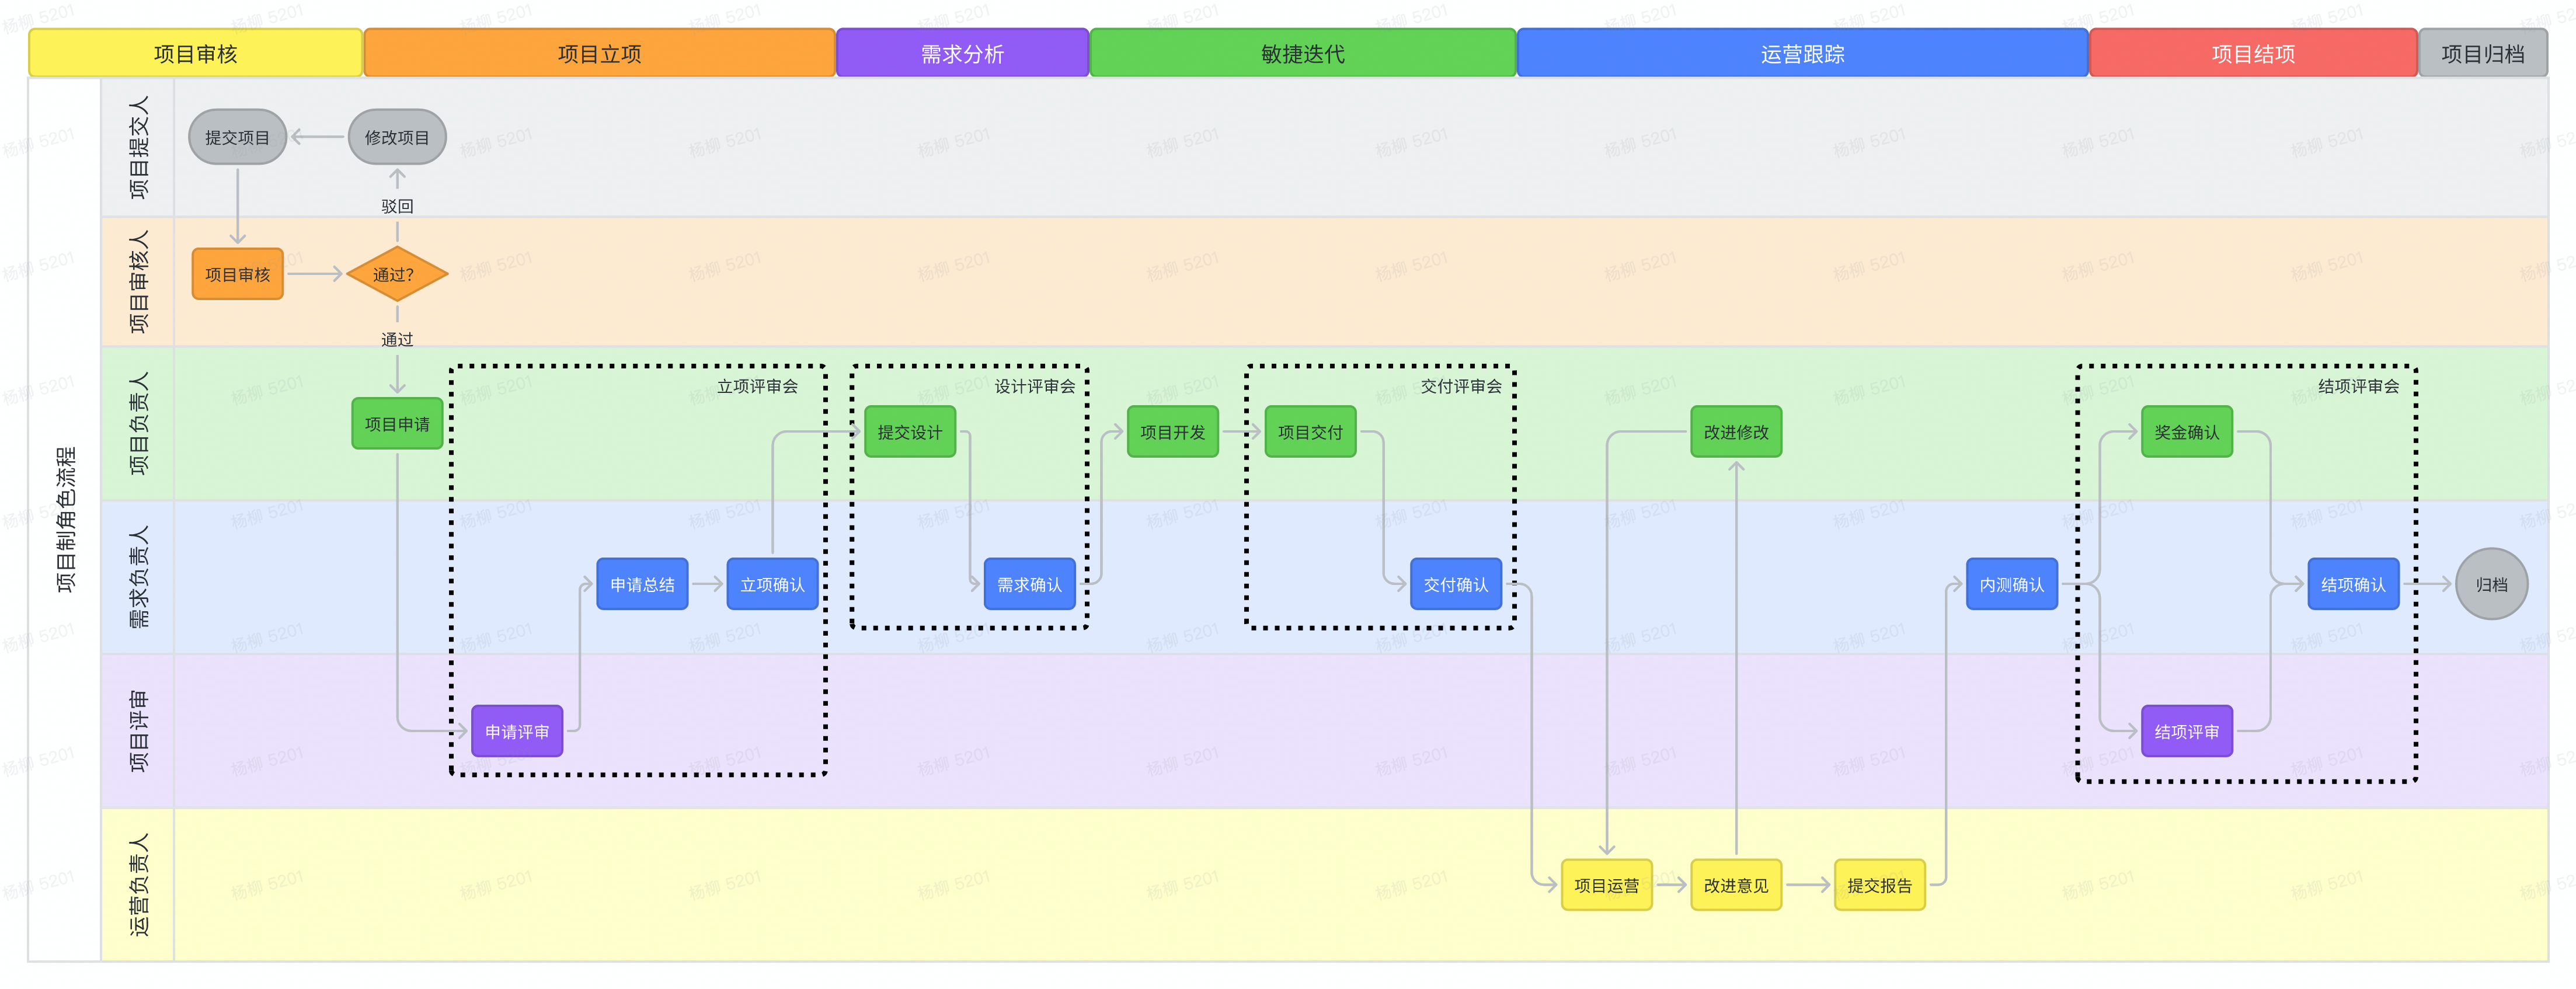 项目审核
项目立项
需求分析
敏捷迭代
运营跟踪
项目结项
项目归档
项目制角色流程
项目提交人
提交项目
修改项目
驳回
项目审核人
项目审核
通过?
通过
项目负责人
项目申请
立项评审会
设计评审会
提交设计
项目开发
交付评审会
项目交付
改进修改
结项评审会
奖金确认
需求负责人
申请总结
立项确认
需求确认
交付确认
内测确认
结项确认
归档
项目评审
申请评审
结项评审
运营负责人
项目运营
改进意见
提交报告
杨柳 5201